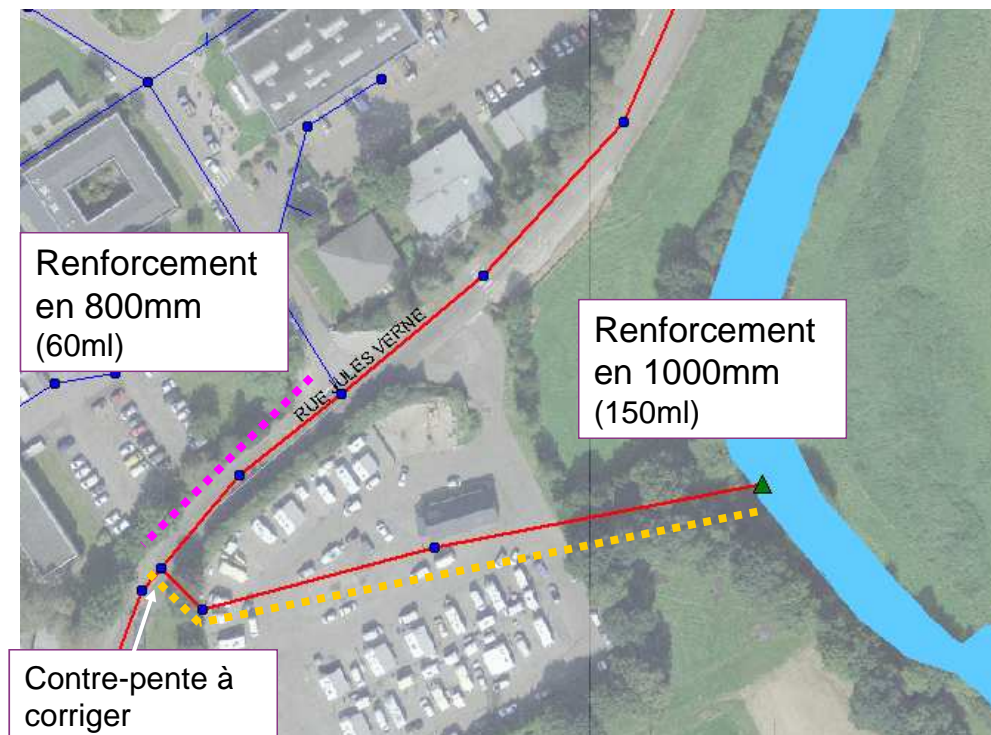 Renforcement
en 800mm
(60ml)
RUE JULES VERNE
Renforcement
en 1000mm
(150ml)
Contre-pente à
corriger